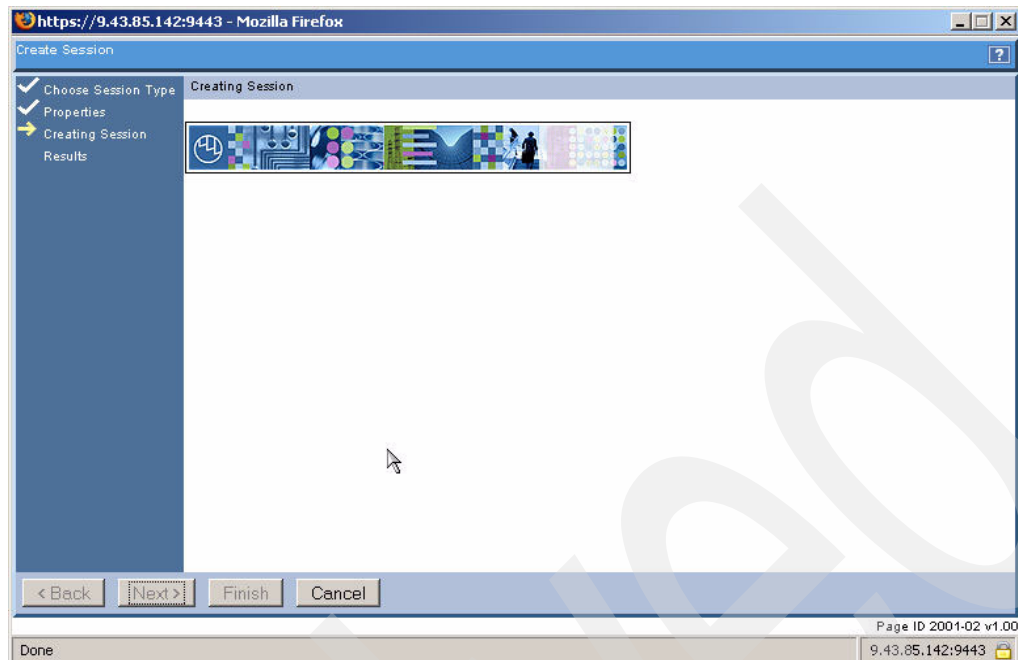 https://9.43.85.142:9443 - Mozilla Firefox
Create Session
?
Choose Session Type
Properties
Creating Session
Results
Creating Session
< Back
Next >
Finish
Cancel
Page ID 2001-02 v1.00
Done
9.43.85.142:9443